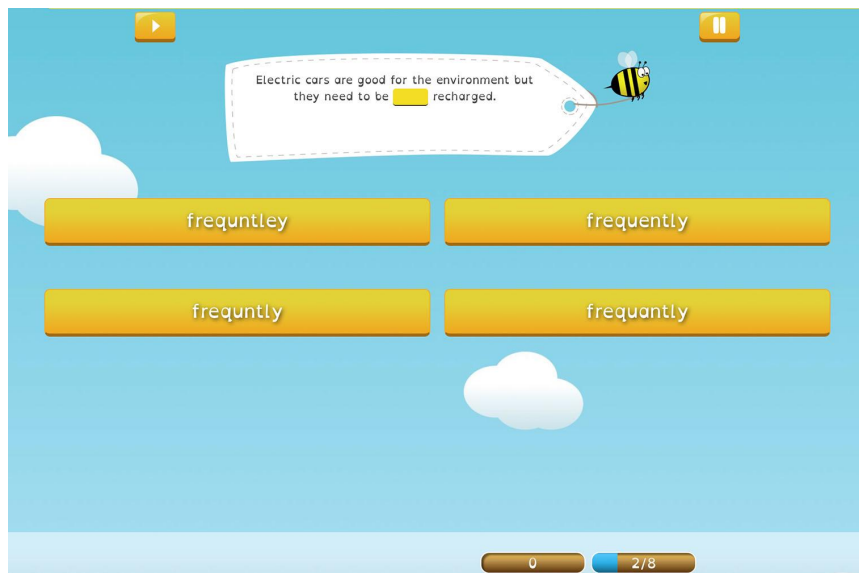 Electric cars are good for the environment but
they need to be recharged.
frequntley
frequently
frequntly
frequantly
0
2/8